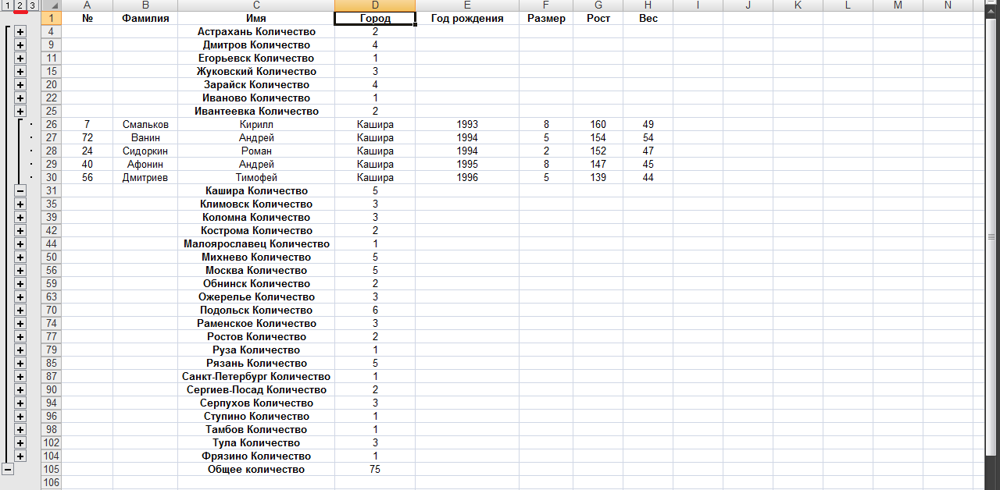 1 2 3 A B C D E F G H I J K L M N
1 № Фамилия Имя Город Год рождения Размер Рост Вес
4 Астрахань Количество 2
9 Дмитров Количество 4
11 Егорьевск Количество 1
15 Жуковский Количество 3
20 Зарайск Количество 4
22 Иваново Количество 1
25 Ивантеевка Количество 2
26 7 Смальков Кирилл Кашира 1993 8 160 49
27 72 Ванин Андрей Кашира 1994 5 154 54
28 24 Сидоркин Роман Кашира 1994 2 152 47
29 40 Афонин Андрей Кашира 1995 8 147 45
30 56 Дмитриев Тимофей Кашира 1996 5 139 44
31 Кашира Количество 5
35 Климовск Количество 3
39 Коломна Количество 3
42 Кострома Количество 2
44 Малоярославец Количество 1
50 Михнево Количество 5
56 Москва Количество 5
59 Обнинск Количество 2
63 Ожерелье Количество 3
70 Подольск Количество 6
74 Раменское Количество 3
77 Ростов Количество 2
79 Руза Количество 1
85 Рязань Количество 5
87 Санкт-Петербург Количество 1
90 Сергиев-Посад Количество 2
94 Серпухов Количество 3
96 Ступино Количество 1
98 Тамбов Количество 1
102 Тула Количество 3
104 Фрязино Количество 1
105 Общее количество 75
106